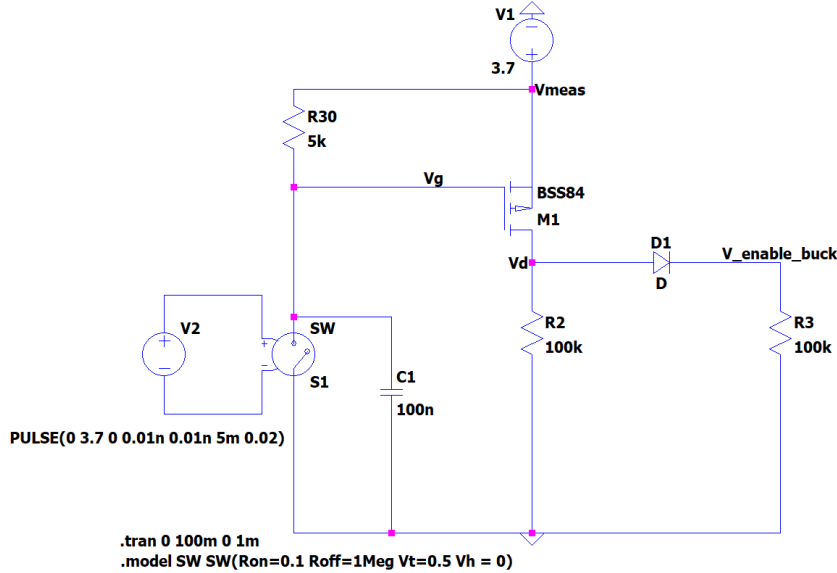 V1
3.7
Vmeas
R30
5k
Vg
BSS84
M1
D1
V_enable_buck
Vd
D
V2
SW
R2
100k
R3
100k
S1
C1
100n
PULSE(0 3.7 0 0.01n 0.01n 5m 0.02)
.tran 0 100m 0 1m
.model SW SW(Ron=0.1 Roff=1Meg Vt=0.5 Vh = 0)